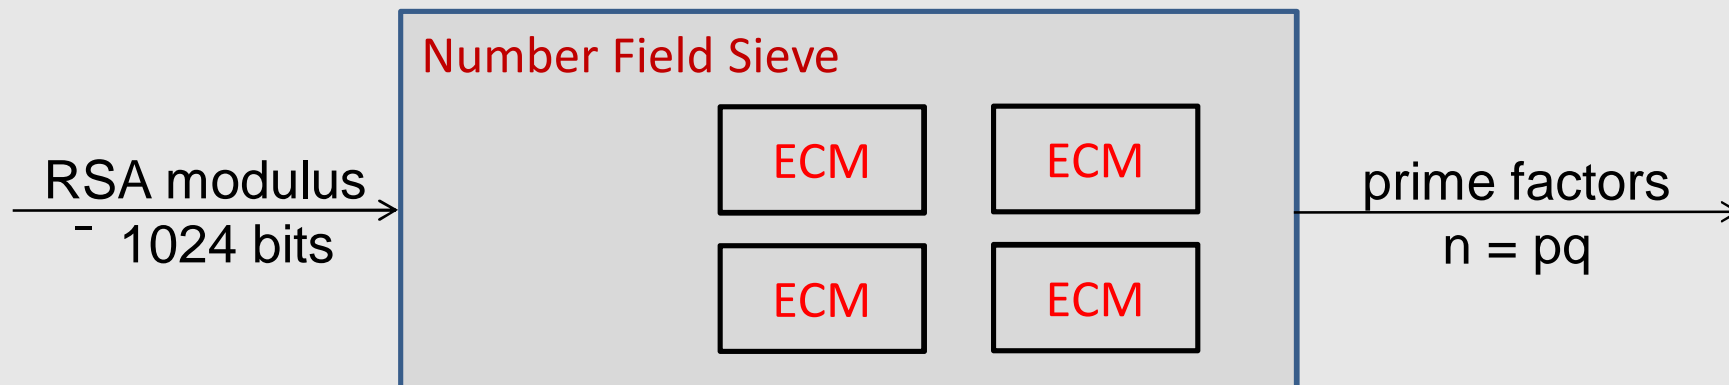 Number Field Sieve
ECM ECM
RSA modulus
¯ 1024 bits
prime factors
n = pq
ECM ECM